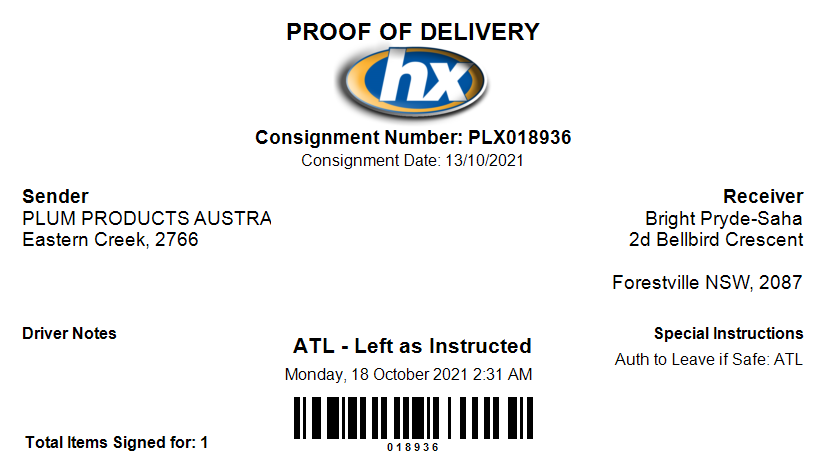 PROOF OF DELIVERY
hx
Consignment Number: PLX018936
Consignment Date: 13/10/2021
Sender
PLUM PRODUCTS AUSTRA
Eastern Creek, 2766
Receiver
Bright Pryde-Saha
2d Bellbird Crescent
Forestville NSW, 2087
Driver Notes
ATL - Left as Instructed
Monday, 18 October 2021 2:31 AM
Special Instructions
Auth to Leave if Safe: ATL
018936
Total Items Signed for: 1